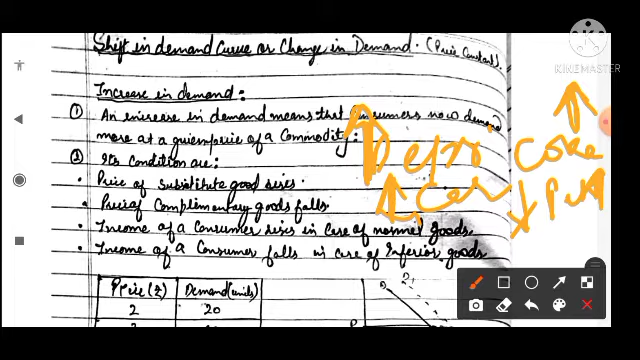 Shift in demand Curve or Change in Demand. (Price Constant).
KINEMASTER
Increase in demand:
① An increase in demand means that Consumers now demand
more at a given price of a Commodity:
② Its condition are:
• Price of substitute good rises.
• Price of Complementary goods falls.
• Income of a Consumer rises in Case of normal goods.
• Income of a Consumer falls in case of Inferior goods
Pepsi Coke
Car
Price (₹) Demand (units)
2 20